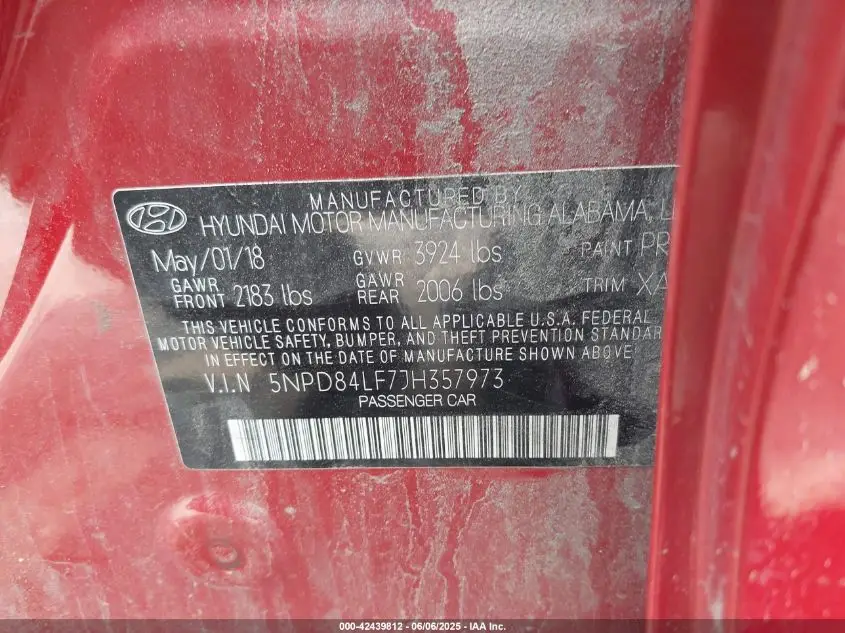 MANUFACTURED BY
HYUNDAI MOTOR MANUFACTURING ALABAMA,
May/01/18 GVWR 3924 lbs PAINT PR
GAWR FRONT 2183 lbs GAWR REAR 2006 lbs TRIM XA
THIS VEHICLE CONFORMS TO ALL APPLICABLE U.S.A. FEDERAL
MOTOR VEHICLE SAFETY, BUMPER, AND THEFT PREVENTION STANDAR
IN EFFECT ON THE DATE OF MANUFACTURE SHOWN ABOVE
V.I.N 5NPD84LF7JH357973
PASSENGER CAR
000-42439812 - 06/06/2025 - IAA Inc.